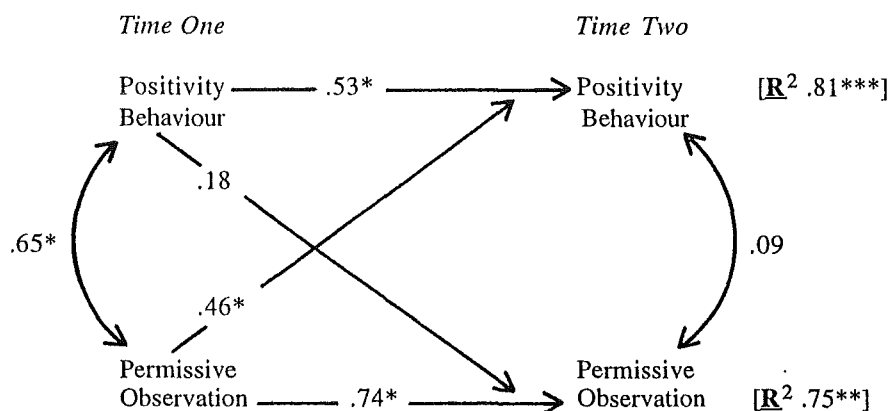 Time One Time Two
Positivity .53* Positivity [R² .81***]
Behaviour Behaviour
.18
.65* .09
.46*
Permissive Permissive
Observation .74* Observation [R² .75**]